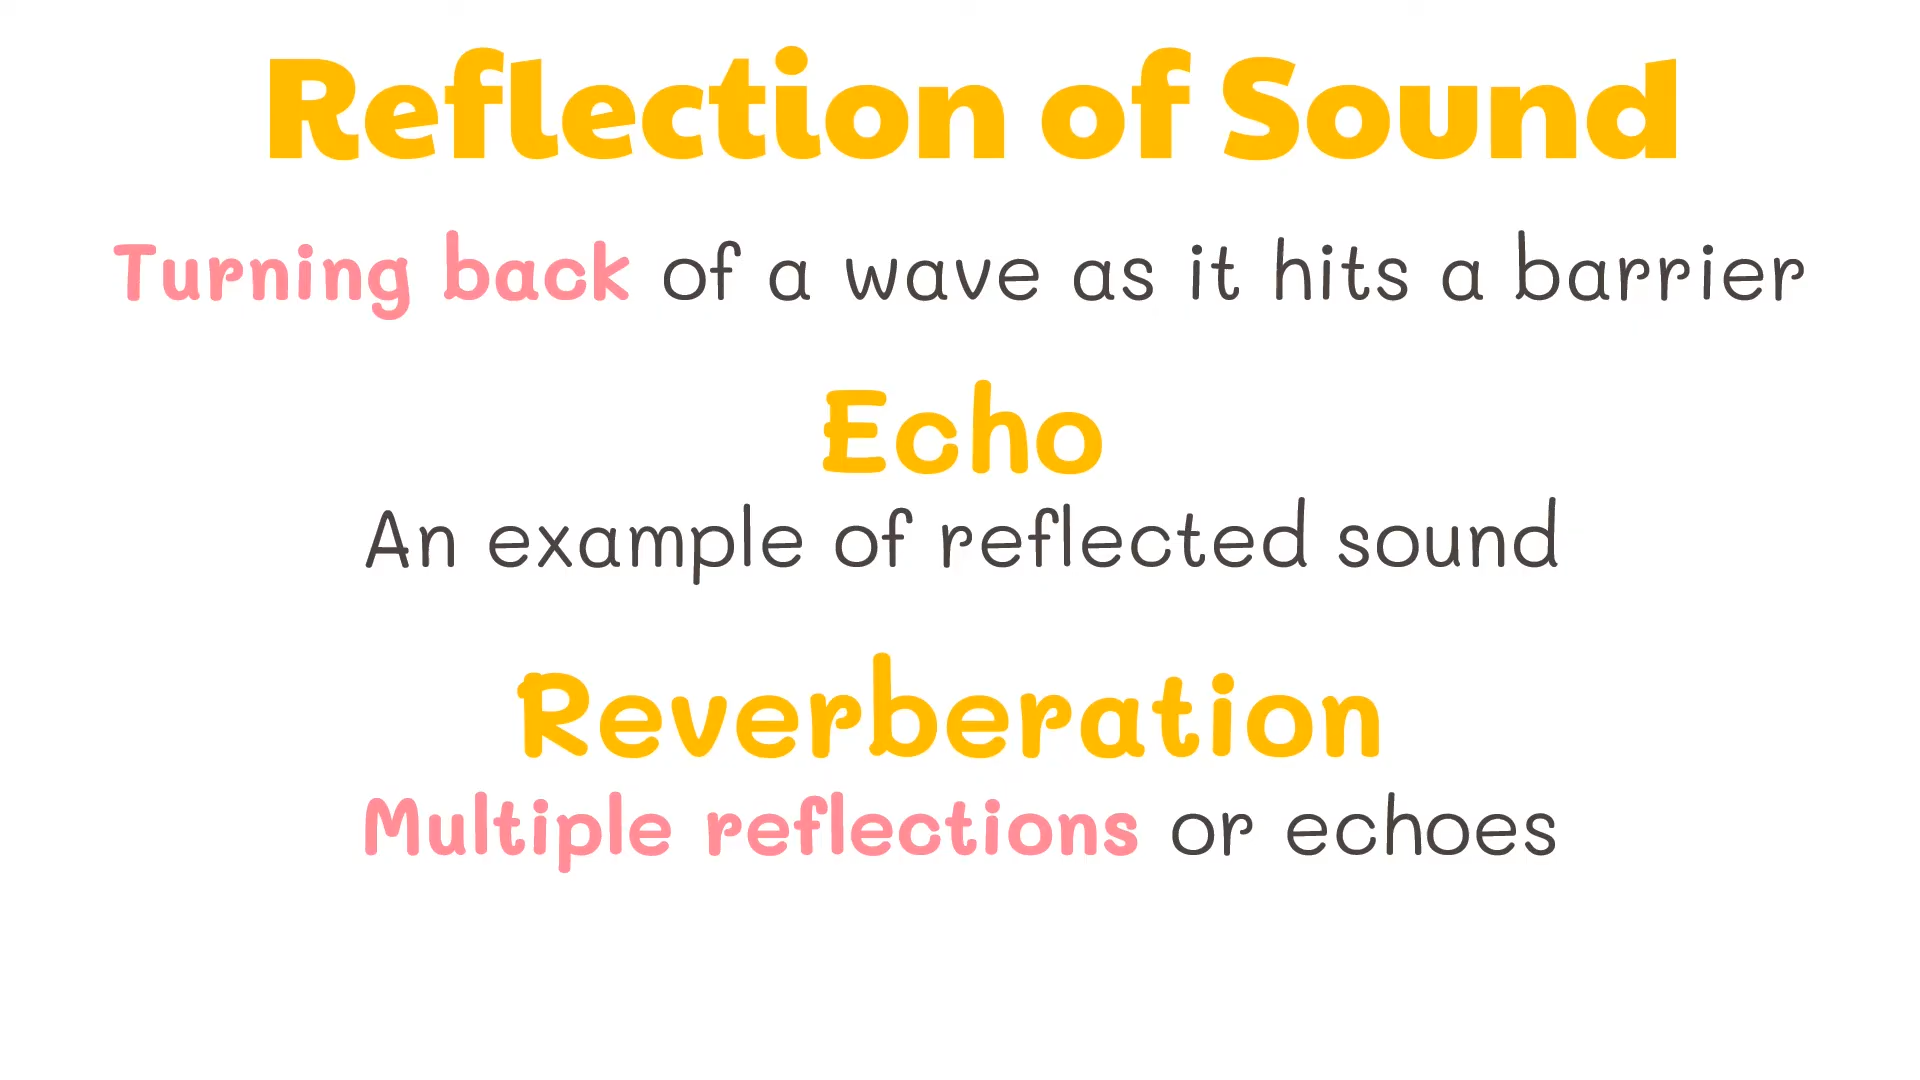 Reflection of Sound
Turning back of a wave as it hits a barrier
Echo
An example of reflected sound
Reverberation
Multiple reflections or echoes